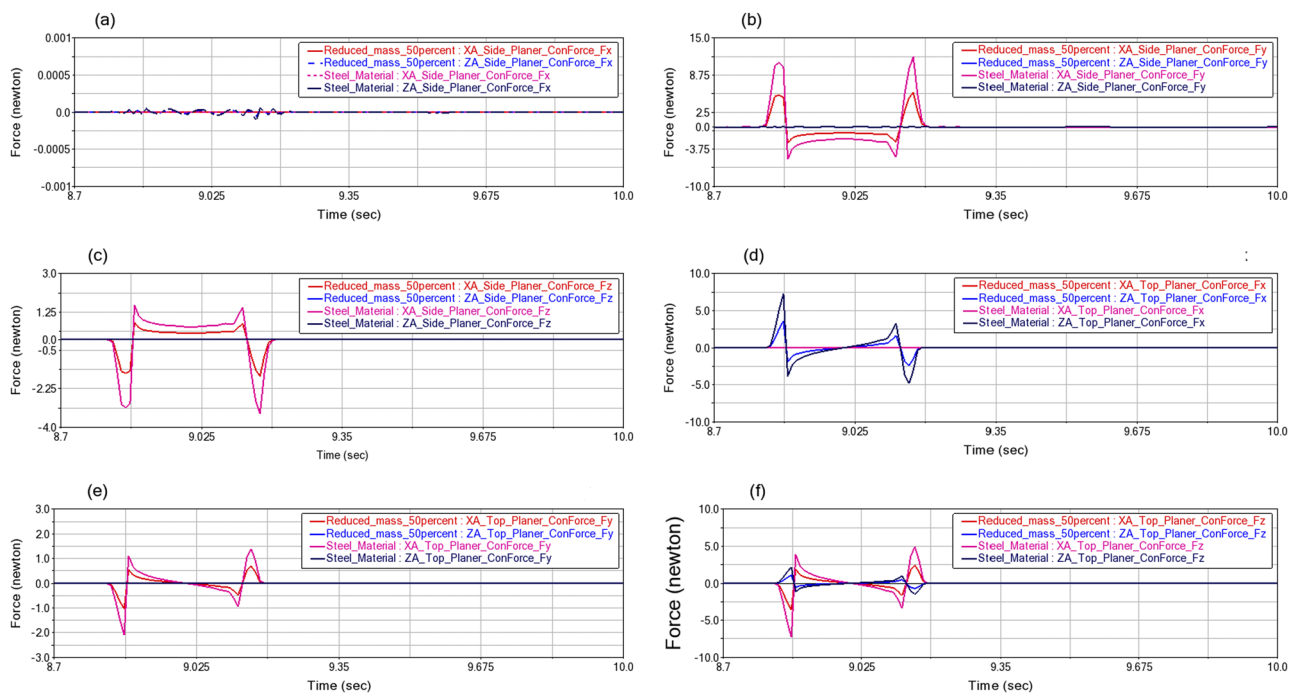 (a)
0.001
0.0005
0.0
-0.0005
-0.001
Force (newton)
Reduced_mass_50percent : XA_Side_Planer_ConForce_Fx
Reduced_mass_50percent : ZA_Side_Planer_ConForce_Fx
Steel_Material : XA_Side_Planer_ConForce_Fx
Steel_Material : ZA_Side_Planer_ConForce_Fx
8.7 9.025 9.35 9.675 10.0
Time (sec)
(b)
15.0
8.75
2.5
0.0
-3.75
-10.0
Force (newton)
Reduced_mass_50percent : XA_Side_Planer_ConForce_Fy
Reduced_mass_50percent : ZA_Side_Planer_ConForce_Fy
Steel_Material : XA_Side_Planer_ConForce_Fy
Steel_Material : ZA_Side_Planer_ConForce_Fy
8.7 9.025 9.35 9.675 10.0
Time (sec)
(c)
3.0
1.25
0.0
-0.5
-2.25
-4.0
Force (newton)
Reduced_mass_50percent : XA_Side_Planer_ConForce_Fz
Reduced_mass_50percent : ZA_Side_Planer_ConForce_Fz
Steel_Material : XA_Side_Planer_ConForce_Fz
Steel_Material : ZA_Side_Planer_ConForce_Fz
8.7 9.025 9.35 9.675 10.0
Time (sec)
(d)
:
10.0
5.0
0.0
-5.0
-10.0
Force (newton)
Reduced_mass_50percent : XA_Top_Planer_ConForce_Fx
Reduced_mass_50percent : ZA_Top_Planer_ConForce_Fx
Steel_Material : XA_Top_Planer_ConForce_Fx
Steel_Material : ZA_Top_Planer_ConForce_Fx
8.7 9.025 9.35 9.675 10.0
Time (sec)
(e)
3.0
2.0
1.0
0.0
-1.0
-2.0
-3.0
Force (newton)
Reduced_mass_50percent : XA_Top_Planer_ConForce_Fy
Reduced_mass_50percent : ZA_Top_Planer_ConForce_Fy
Steel_Material : XA_Top_Planer_ConForce_Fy
Steel_Material : ZA_Top_Planer_ConForce_Fy
8.7 9.025 9.35 9.675 10.0
Time (sec)
(f)
10.0
5.0
0.0
-5.0
-10.0
Force (newton)
Reduced_mass_50percent : XA_Top_Planer_ConForce_Fz
Reduced_mass_50percent : ZA_Top_Planer_ConForce_Fz
Steel_Material : XA_Top_Planer_ConForce_Fz
Steel_Material : ZA_Top_Planer_ConForce_Fz
8.7 9.025 9.35 9.675 10.0
Time (sec)